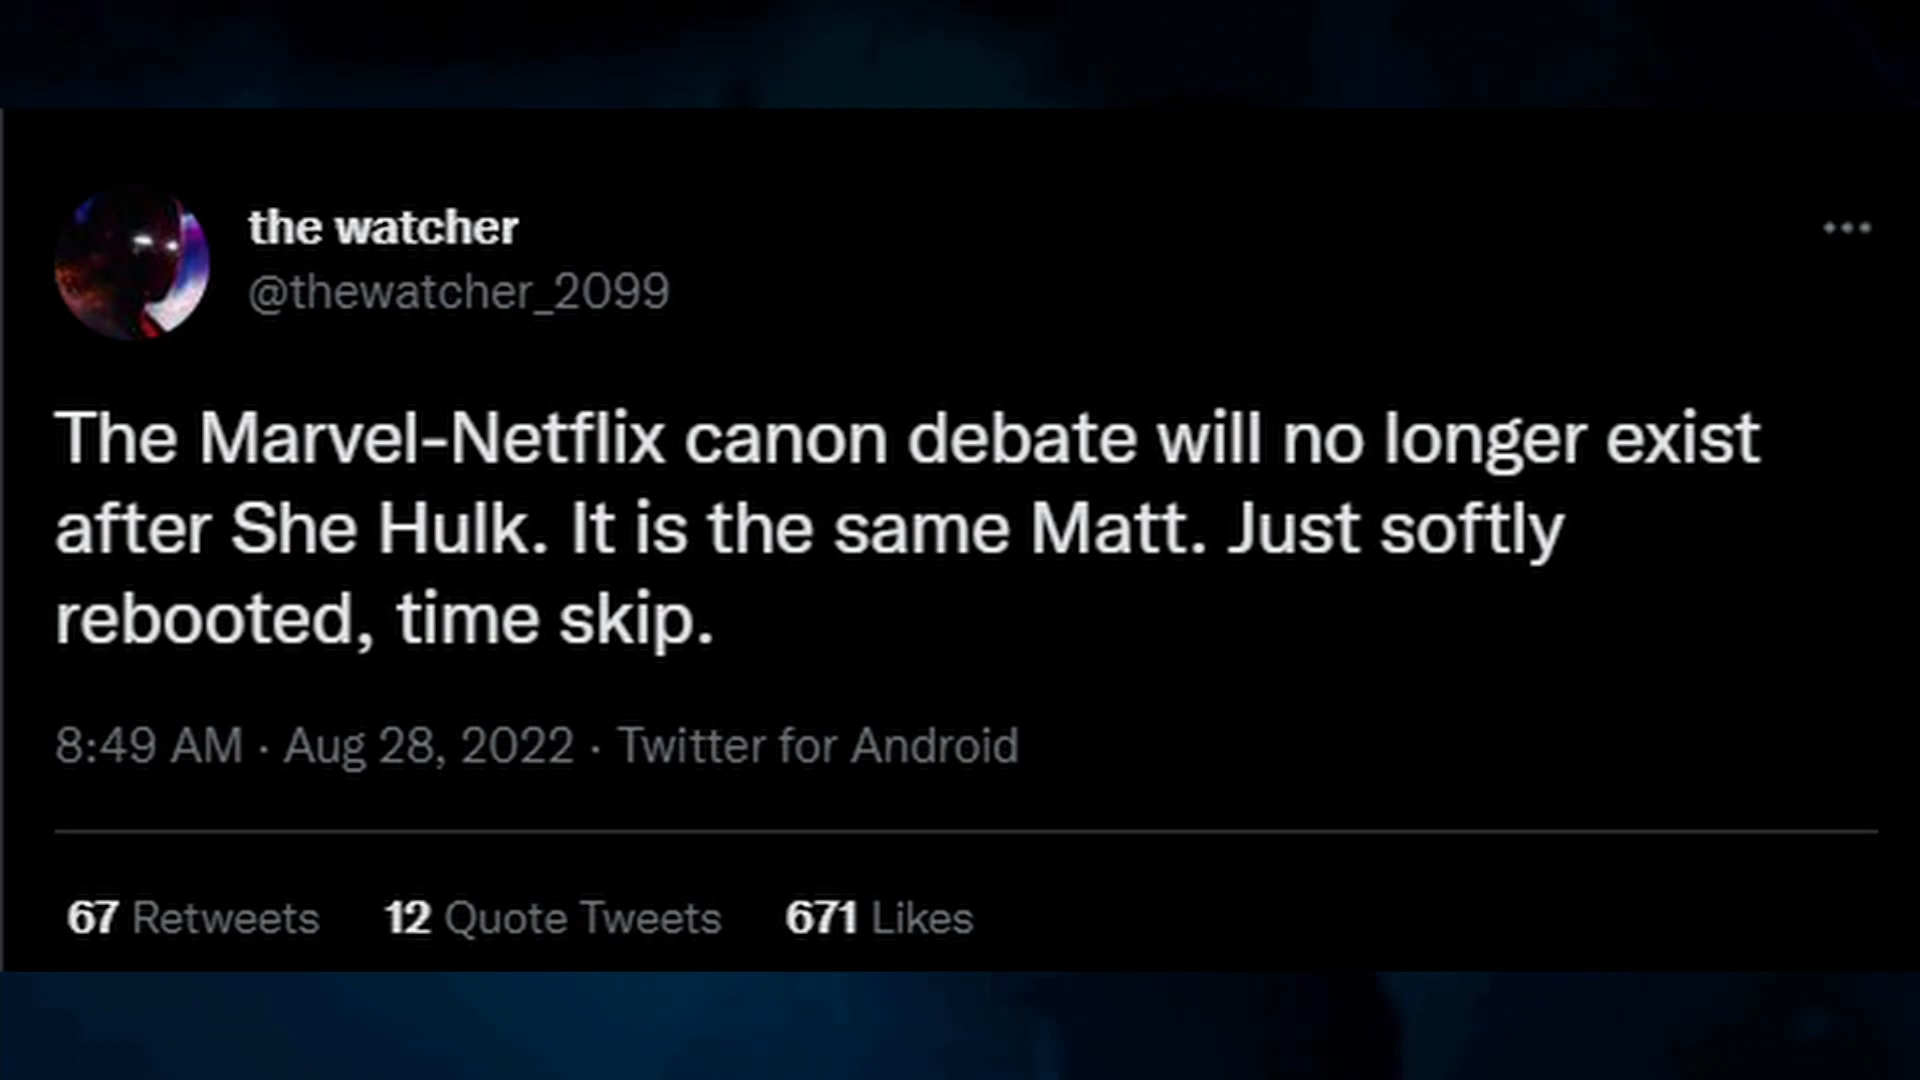 the watcher
@thewatcher_2099
The Marvel-Netflix canon debate will no longer exist
after She Hulk. It is the same Matt. Just softly
rebooted, time skip.
8:49 AM · Aug 28, 2022 · Twitter for Android
67 Retweets 12 Quote Tweets 671 Likes